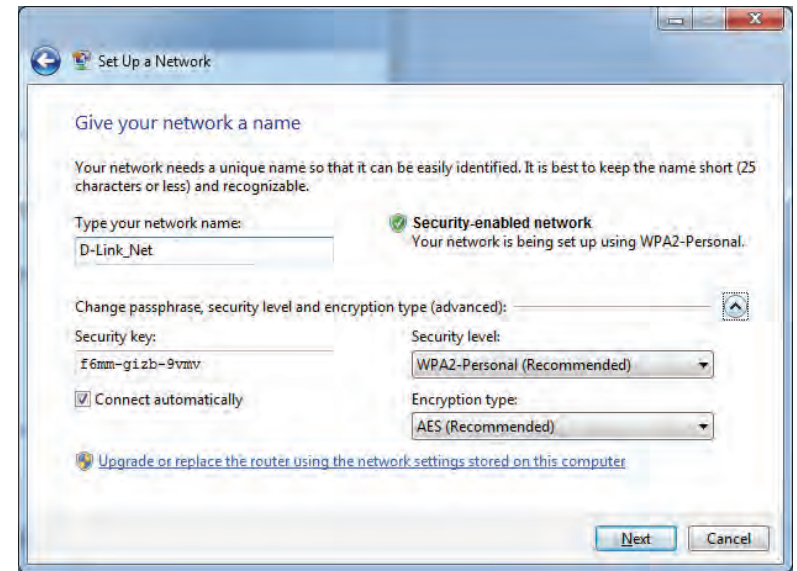 Set Up a Network
Give your network a name
Your network needs a unique name so that it can be easily identified. It is best to keep the name short (25
characters or less) and recognizable.
Type your network name:
D-Link_Net
Security-enabled network
Your network is being set up using WPA2-Personal.
Change passphrase, security level and encryption type (advanced):
Security key:
f6mm-gizb-9vmv
Security level:
WPA2-Personal (Recommended)
Connect automatically
Encryption type:
AES (Recommended)
Upgrade or replace the router using the network settings stored on this computer
Next
Cancel